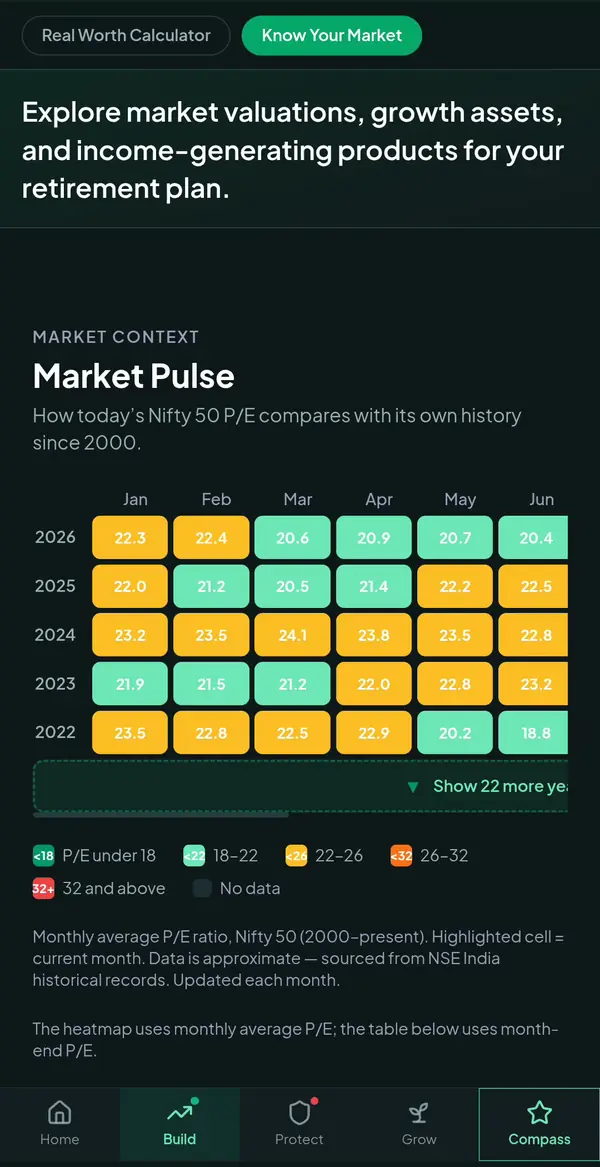 Real Worth Calculator Know Your Market
Explore market valuations, growth assets,
and income-generating products for your
retirement plan.
MARKET CONTEXT
Market Pulse
How today's Nifty 50 P/E compares with its own history
since 2000.
Jan Feb Mar Apr May Jun
2026 22.3 22.4 20.6 20.9 20.7 20.4
2025 22.0 21.2 20.5 21.4 22.2 22.5
2024 23.2 23.5 24.1 23.8 23.5 22.8
2023 21.9 21.5 21.2 22.0 22.8 23.2
2022 23.5 22.8 22.5 22.9 20.2 18.8
▼ Show 22 more yea
<18 P/E under 18 <22 18–22 <26 22–26 <32 26–32
32+ 32 and above No data
Monthly average P/E ratio, Nifty 50 (2000–present). Highlighted cell =
current month. Data is approximate — sourced from NSE India
historical records. Updated each month.
The heatmap uses monthly average P/E; the table below uses month-
end P/E.
Home Build Protect Grow Compass